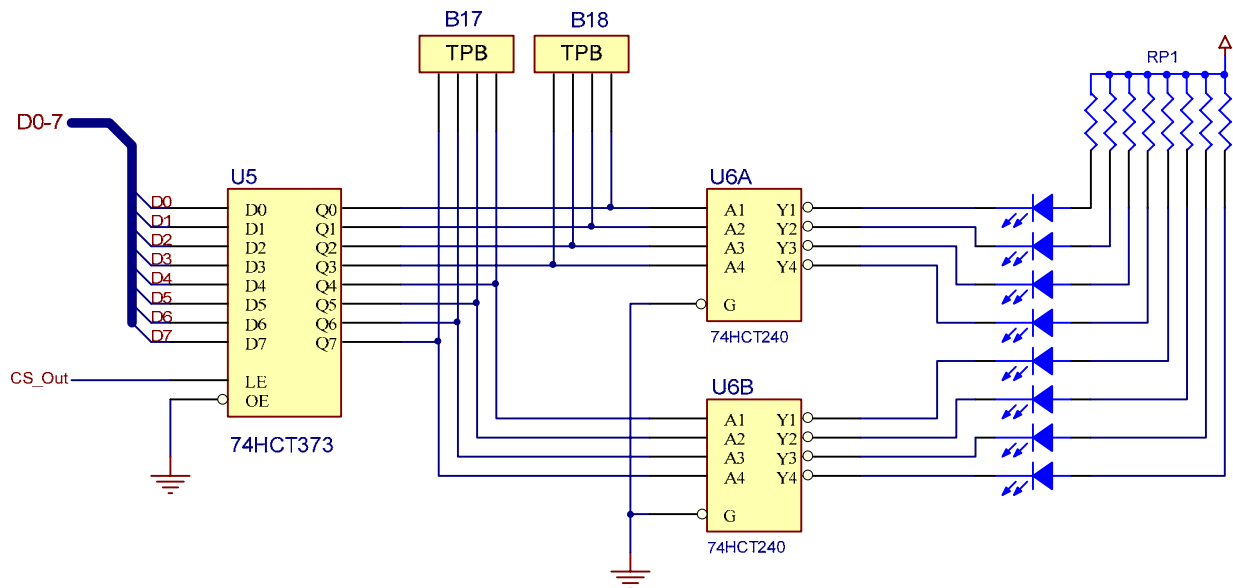 B17
B18
TPB
TPB
RP1
D0-7
U5
U6A
D0
D1
D2
D3
D4
D5
D6
D7
D0 Q0
D1 Q1
D2 Q2
D3 Q3
D4 Q4
D5 Q5
D6 Q6
D7 Q7
LE
OE
CS_Out
74HCT373
A1 Y1
A2 Y2
A3 Y3
A4 Y4
G
74HCT240
U6B
A1 Y1
A2 Y2
A3 Y3
A4 Y4
G
74HCT240